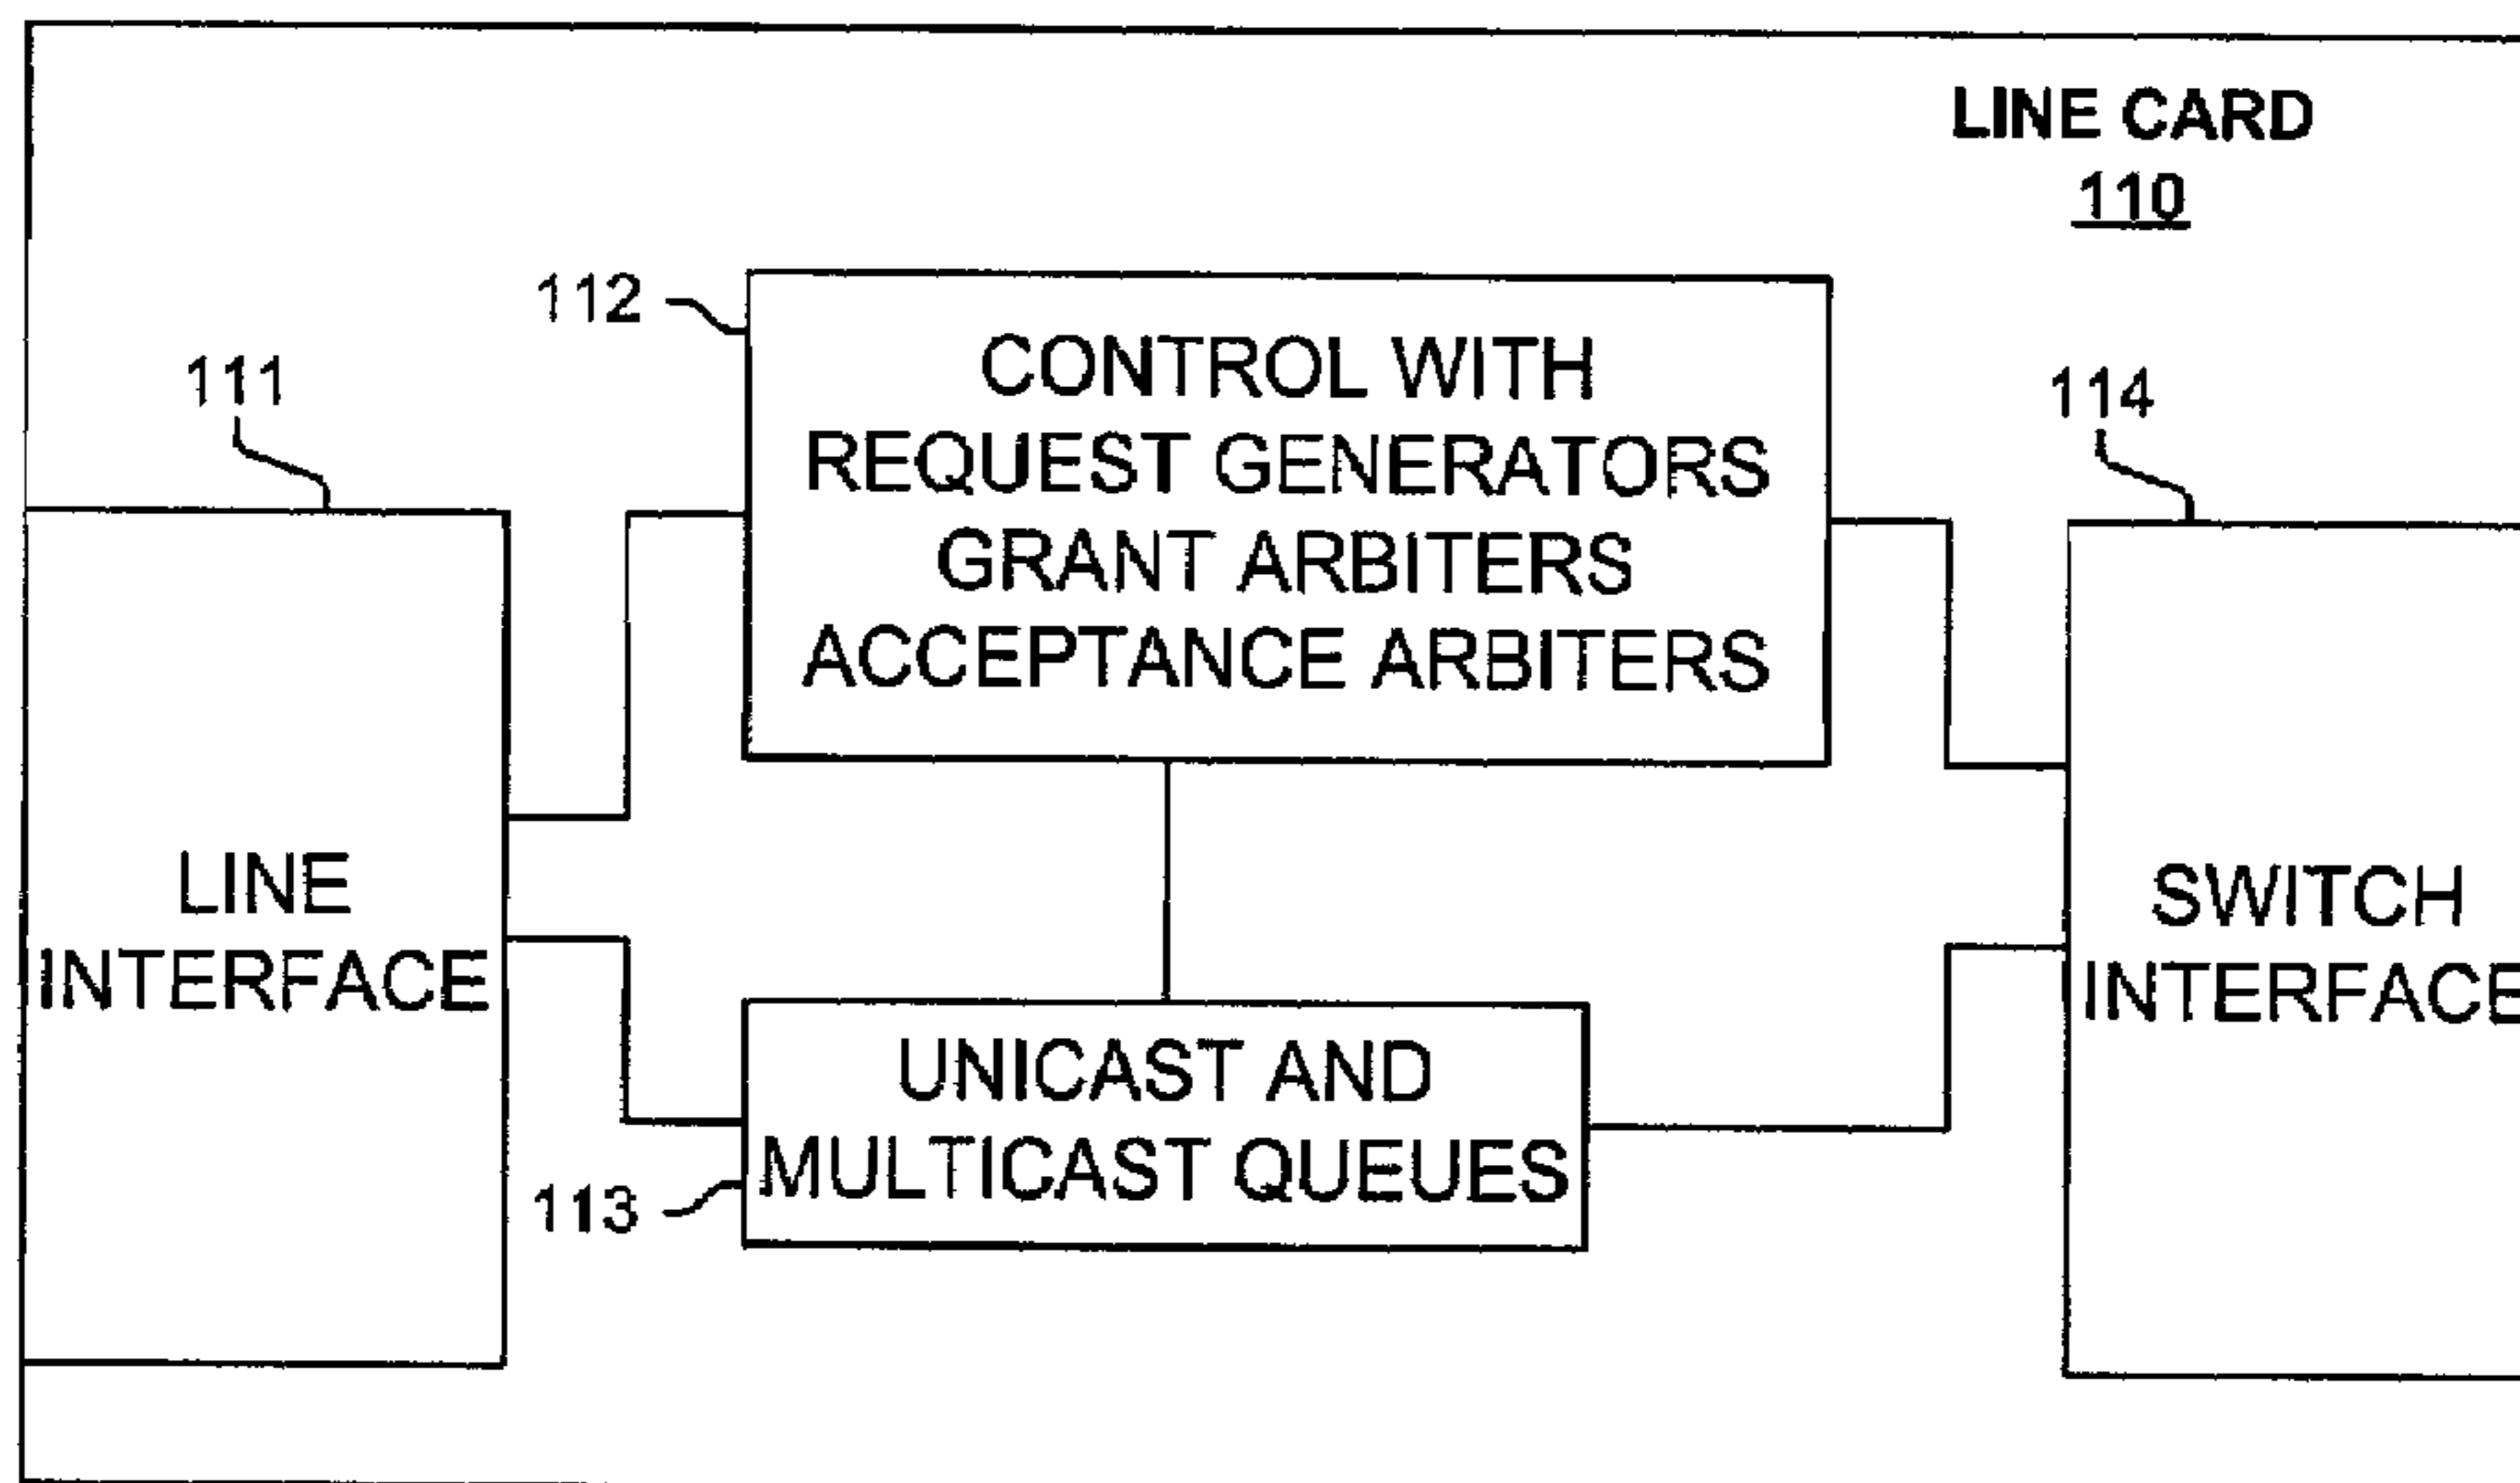 LINE CARD
110
112
CONTROL WITH
REQUEST GENERATORS
GRANT ARBITERS
ACCEPTANCE ARBITERS
111
114
LINE
INTERFACE
SWITCH
INTERFACE
UNICAST AND
MULTICAST QUEUES
113